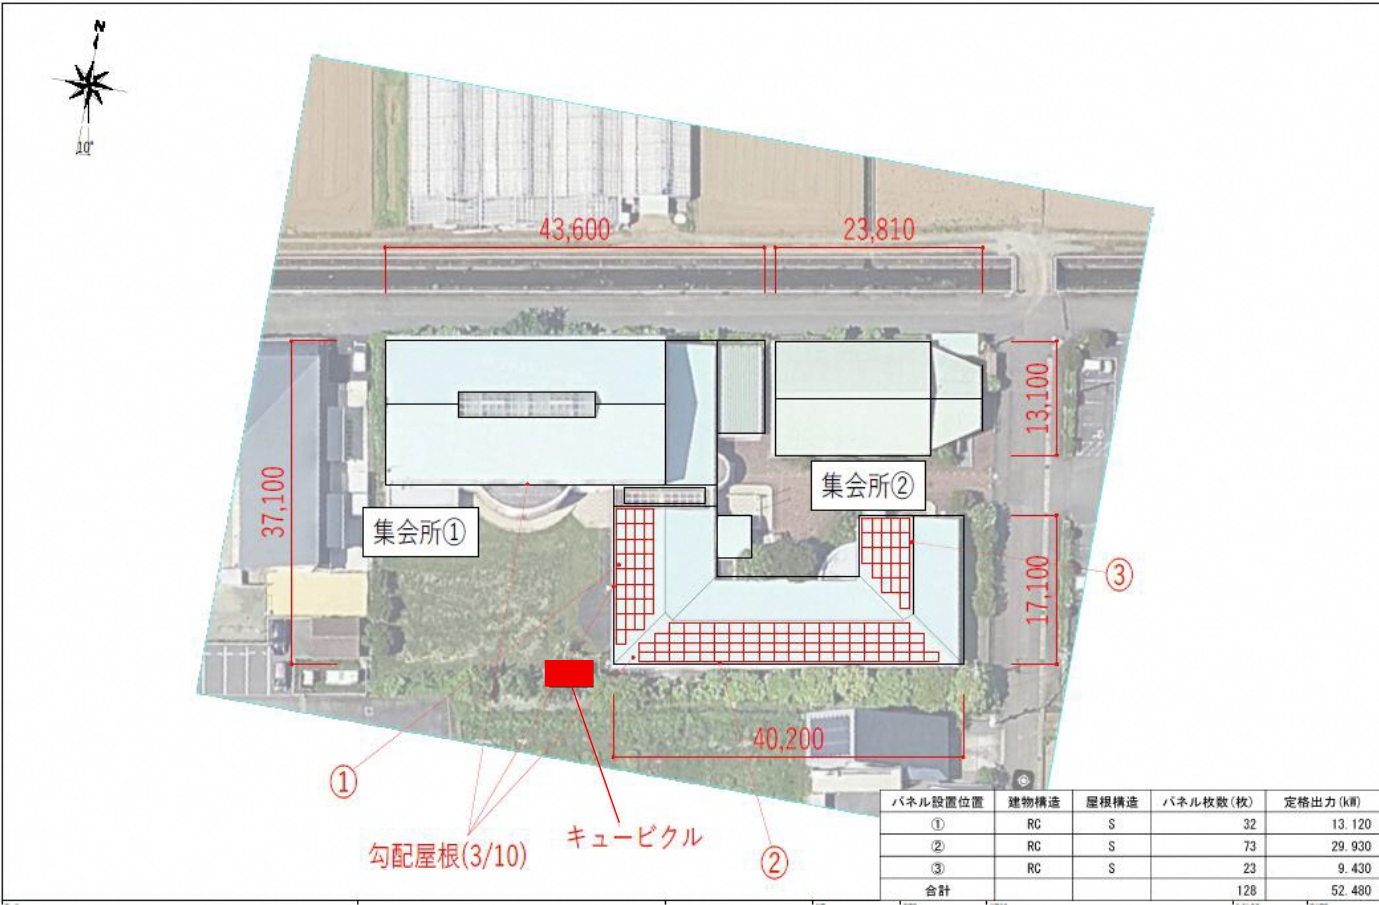 N
10°
43,600
23,810
13,100
37,100
集会所①
集会所②
17,100
③
40,200
①
勾配屋根(3/10)
キュービクル
②
パネル設置位置 建物構造 屋根構造 パネル枚数(枚) 定格出力(kW)
① RC S 32 13.120
② RC S 73 29.930
③ RC S 23 9.430
合計 128 52.480